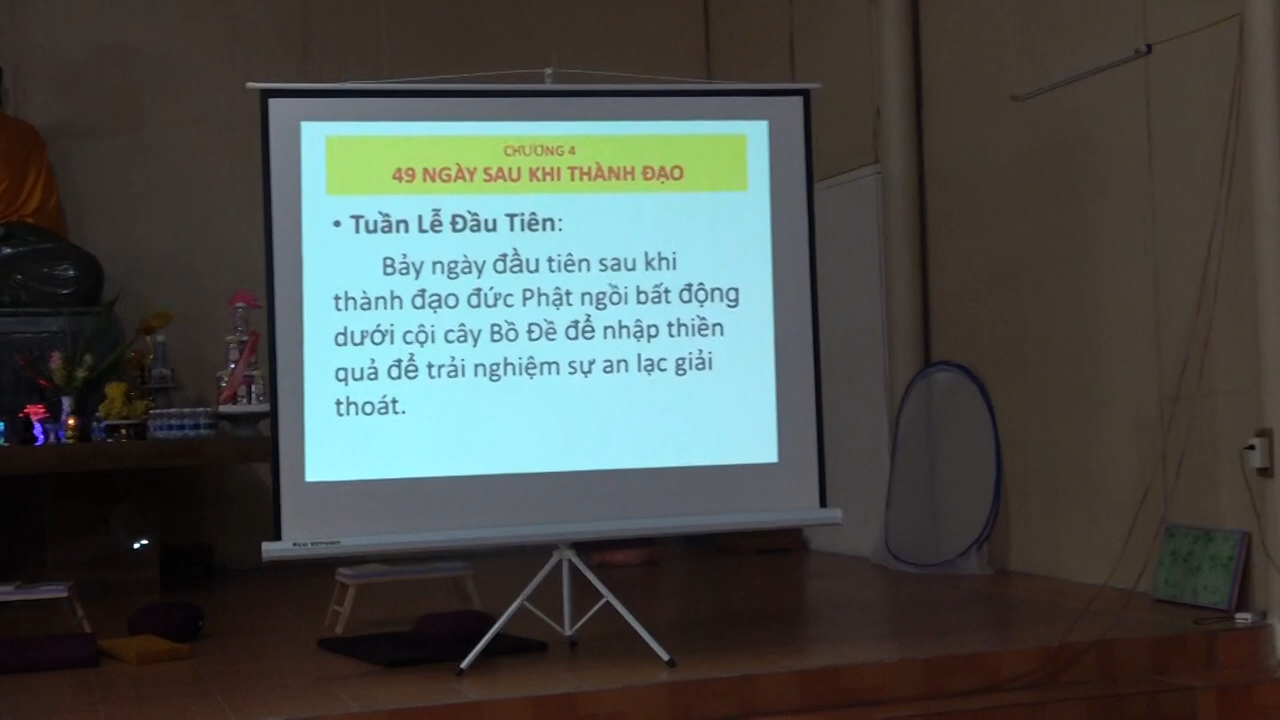 CHƯƠNG 4
49 NGÀY SAU KHI THÀNH ĐẠO
• Tuần Lễ Đầu Tiên:
Bảy ngày đầu tiên sau khi
thành đạo đức Phật ngồi bất động
dưới cội cây Bồ Đề để nhập thiền
quả để trải nghiệm sự an lạc giải
thoát.